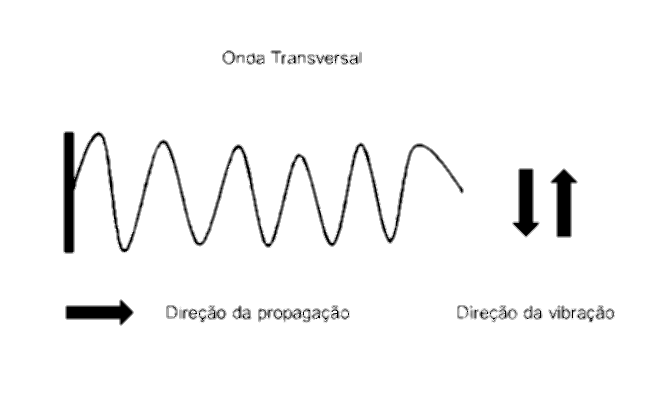 Onda Transversal
Direção da propagação
Direção da vibração